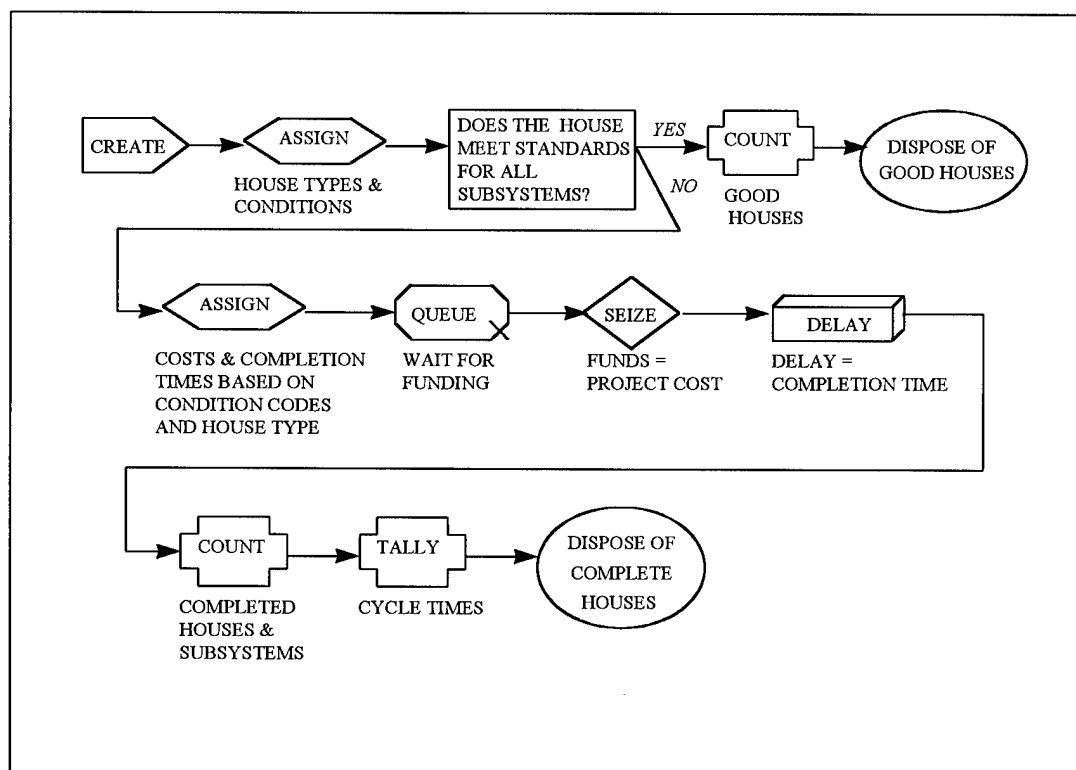 CREATE
ASSIGN
HOUSE TYPES &
CONDITIONS
DOES THE HOUSE
MEET STANDARDS
FOR ALL
SUBSYSTEMS?
YES
NO
COUNT
GOOD
HOUSES
DISPOSE OF
GOOD HOUSES
ASSIGN
COSTS & COMPLETION
TIMES BASED ON
CONDITION CODES
AND HOUSE TYPE
QUEUE
WAIT FOR
FUNDING
SEIZE
FUNDS =
PROJECT COST
DELAY
DELAY =
COMPLETION TIME
COUNT
COMPLETED
HOUSES &
SUBSYSTEMS
TALLY
CYCLE TIMES
DISPOSE OF
COMPLETE
HOUSES